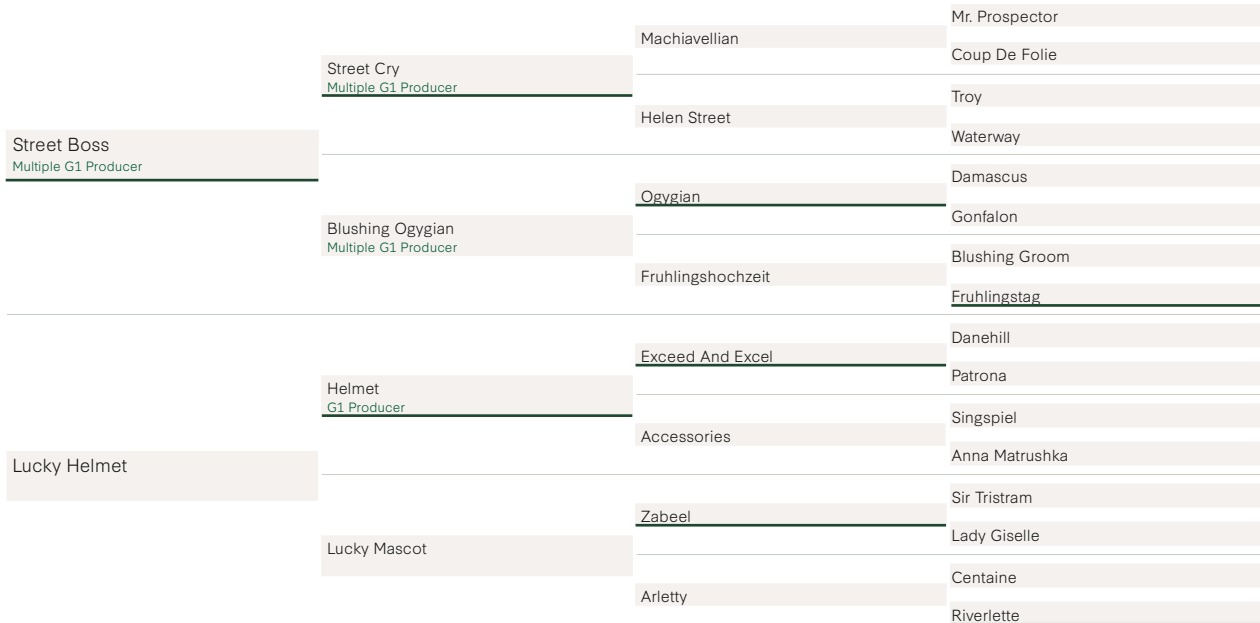 Street Boss
Multiple G1 Producer
Lucky Helmet
Street Cry
Multiple G1 Producer
Blushing Ogygian
Multiple G1 Producer
Helmet
G1 Producer
Lucky Mascot
Machiavellian
Helen Street
Ogygian
Fruhlingshochzeit
Exceed And Excel
Accessories
Zabeel
Arletty
Mr. Prospector
Coup De Folie
Troy
Waterway
Damascus
Gonfalon
Blushing Groom
Fruhlingstag
Danehill
Patrona
Singspiel
Anna Matrushka
Sir Tristram
Lady Giselle
Centaine
Riverlette